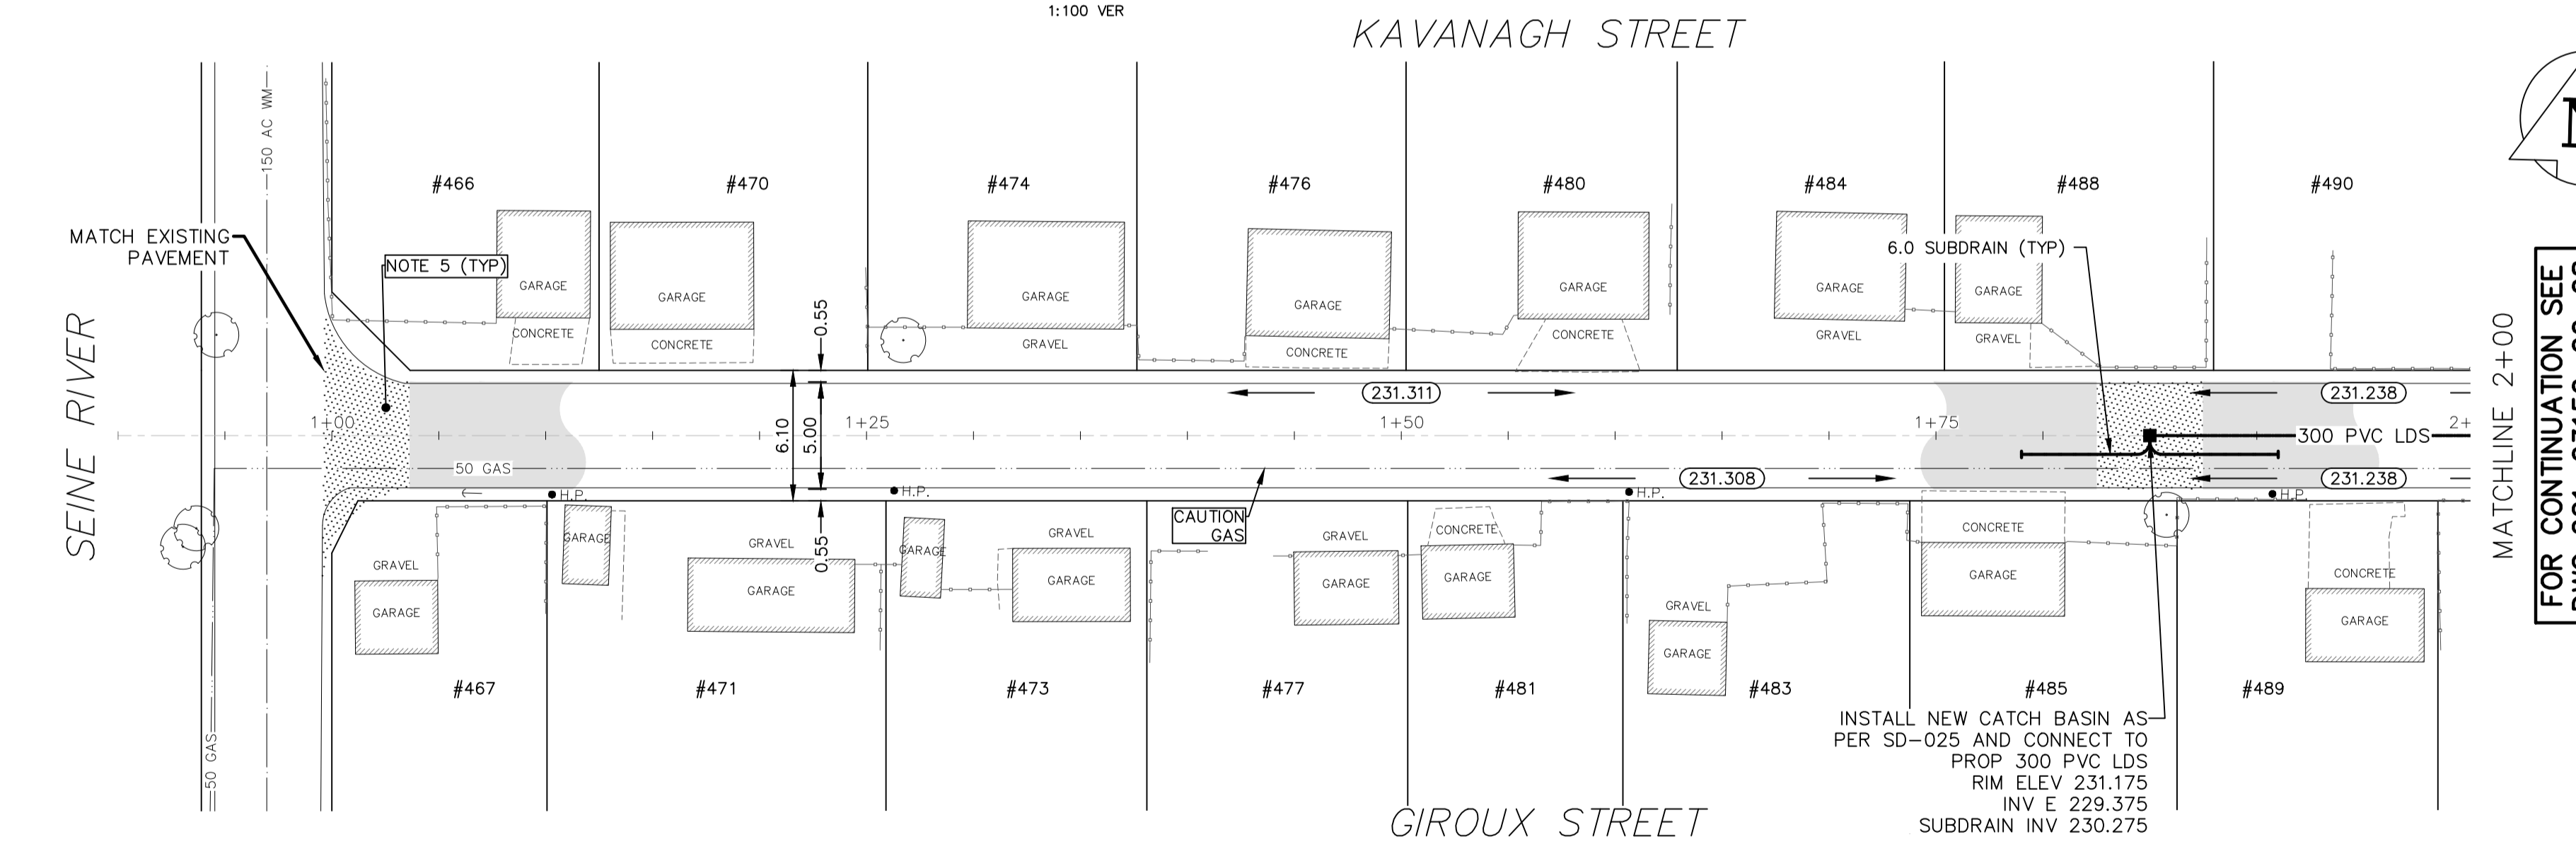 1:100 VER
KAVANAGH STREET
150 AC WM
#466
#470
#474
#476
#480
#484
#488
#490
MATCH EXISTING
PAVEMENT
NOTE 5 (TYP)
6.0 SUBDRAIN (TYP)
GARAGE
GARAGE
GARAGE
GARAGE
GARAGE
GARAGE
GARAGE
CONCRETE
CONCRETE
GRAVEL
CONCRETE
CONCRETE
GRAVEL
GRAVEL
0.55
SEINE RIVER
MATCHLINE 2+00
FOR CONTINUATION SEE
231.311
231.238
1+00
1+25
1+50
1+75
2+
6.10
5.00
300 PVC LDS
50 GAS
231.308
231.238
H.P.
H.P.
H.P.
H.P.
CAUTION
GAS
0.55
GRAVEL
GARAGE
GARAGE
GRAVEL
GARAGE
GARAGE
GRAVEL
GARAGE
GRAVEL
GARAGE
CONCRETE
GARAGE
GRAVEL
GARAGE
CONCRETE
GARAGE
CONCRETE
GARAGE
#467
#471
#473
#477
#481
#483
#485
#489
50 GAS
INSTALL NEW CATCH BASIN AS
PER SD-025 AND CONNECT TO
PROP 300 PVC LDS
RIM ELEV 231.175
INV E 229.375
SUBDRAIN INV 230.275
GIROUX STREET